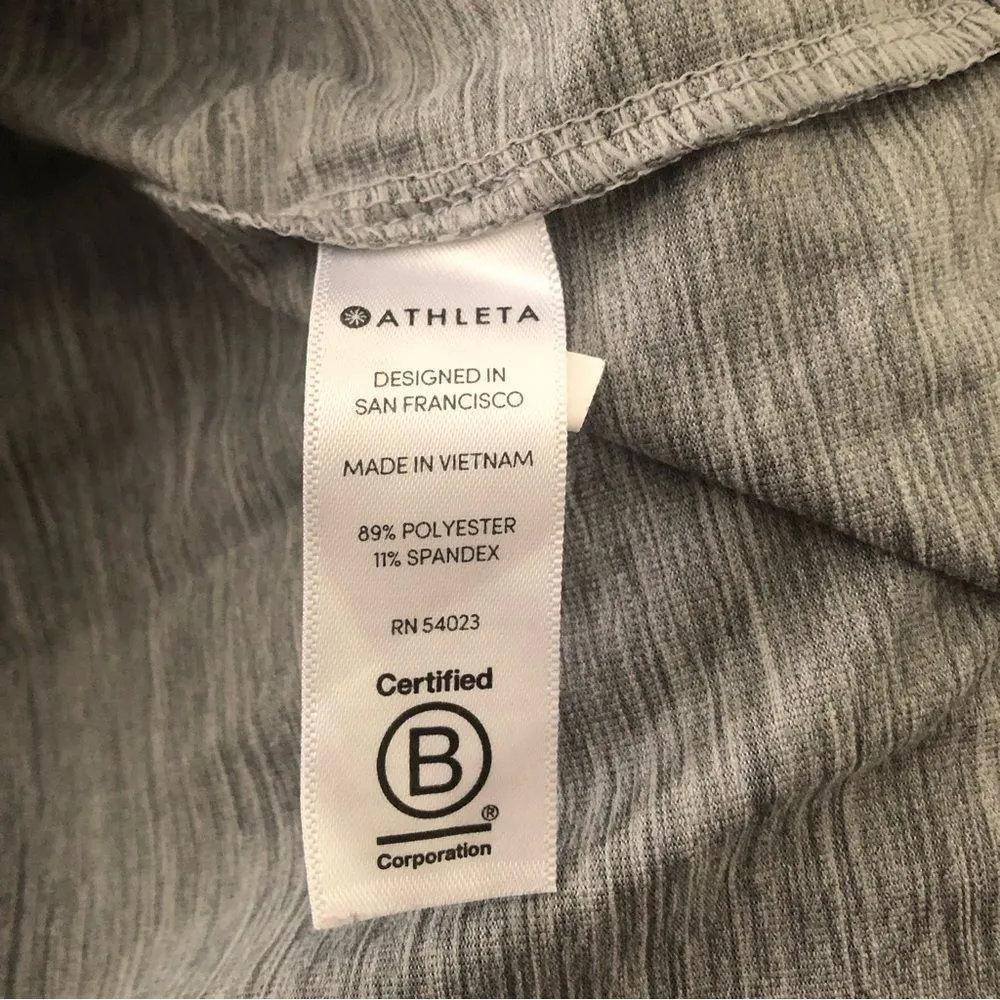 ATHLETA
DESIGNED IN
SAN FRANCISCO
MADE IN VIETNAM
89% POLYESTER
11% SPANDEX
RN 54023
Certified
B
®
Corporation